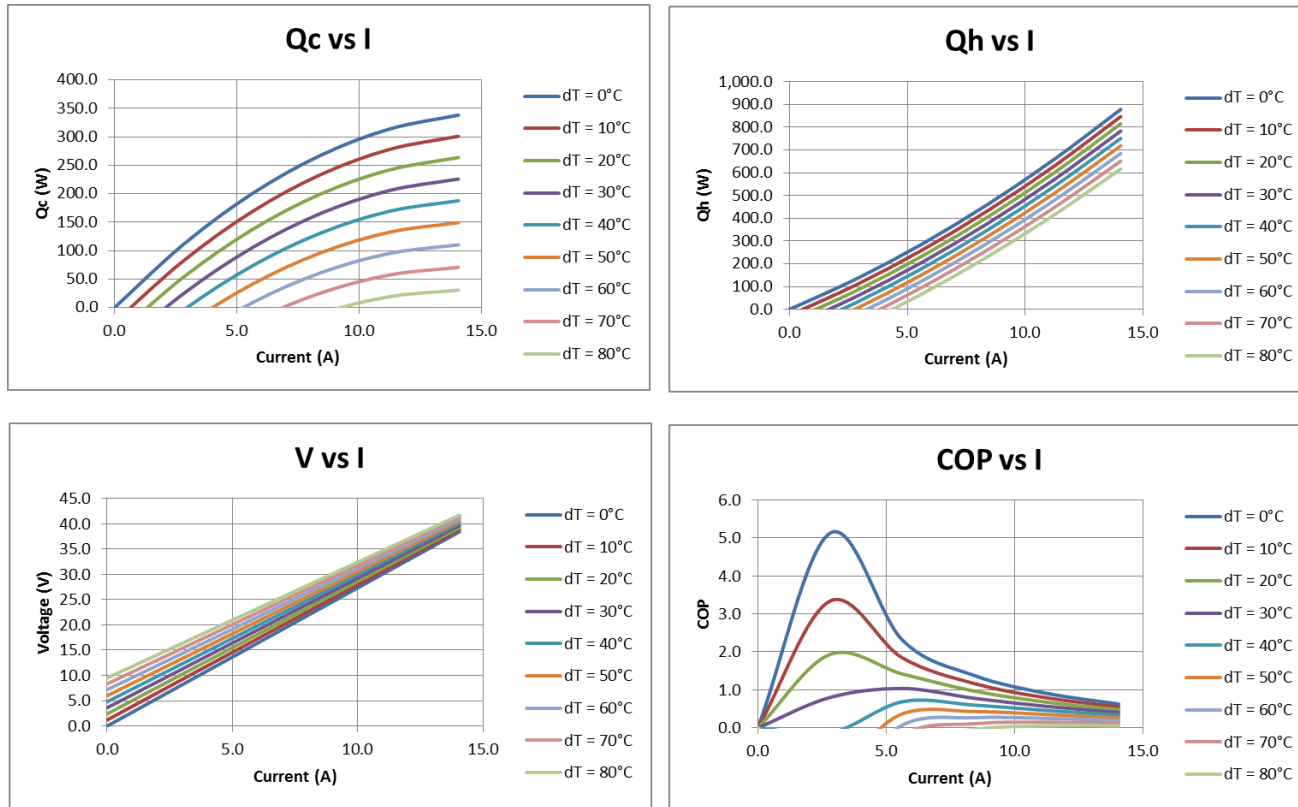 Qc vs I
400.0
350.0
300.0
250.0
200.0
150.0
100.0
50.0
0.0
Qc (W)
0.0 5.0 10.0 15.0
Current (A)
dT = 0°C
dT = 10°C
dT = 20°C
dT = 30°C
dT = 40°C
dT = 50°C
dT = 60°C
dT = 70°C
dT = 80°C
Qh vs I
1,000.0
900.0
800.0
700.0
600.0
500.0
400.0
300.0
200.0
100.0
0.0
Qh (W)
0.0 5.0 10.0 15.0
Current (A)
dT = 0°C
dT = 10°C
dT = 20°C
dT = 30°C
dT = 40°C
dT = 50°C
dT = 60°C
dT = 70°C
dT = 80°C
V vs I
45.0
40.0
35.0
30.0
25.0
20.0
15.0
10.0
5.0
0.0
Voltage (V)
0.0 5.0 10.0 15.0
Current (A)
dT = 0°C
dT = 10°C
dT = 20°C
dT = 30°C
dT = 40°C
dT = 50°C
dT = 60°C
dT = 70°C
dT = 80°C
COP vs I
6.0
5.0
4.0
3.0
2.0
1.0
0.0
COP
0.0 5.0 10.0 15.0
Current (A)
dT = 0°C
dT = 10°C
dT = 20°C
dT = 30°C
dT = 40°C
dT = 50°C
dT = 60°C
dT = 70°C
dT = 80°C